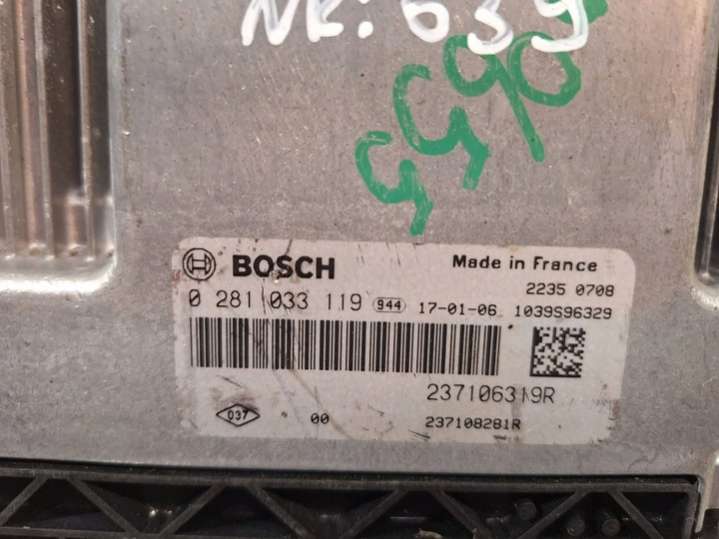 NR: 639
BOSCH Made in France
2235 0708
0 281 033 119 944 17-01-06 1039S96329
237106319R
037 00 237108281R